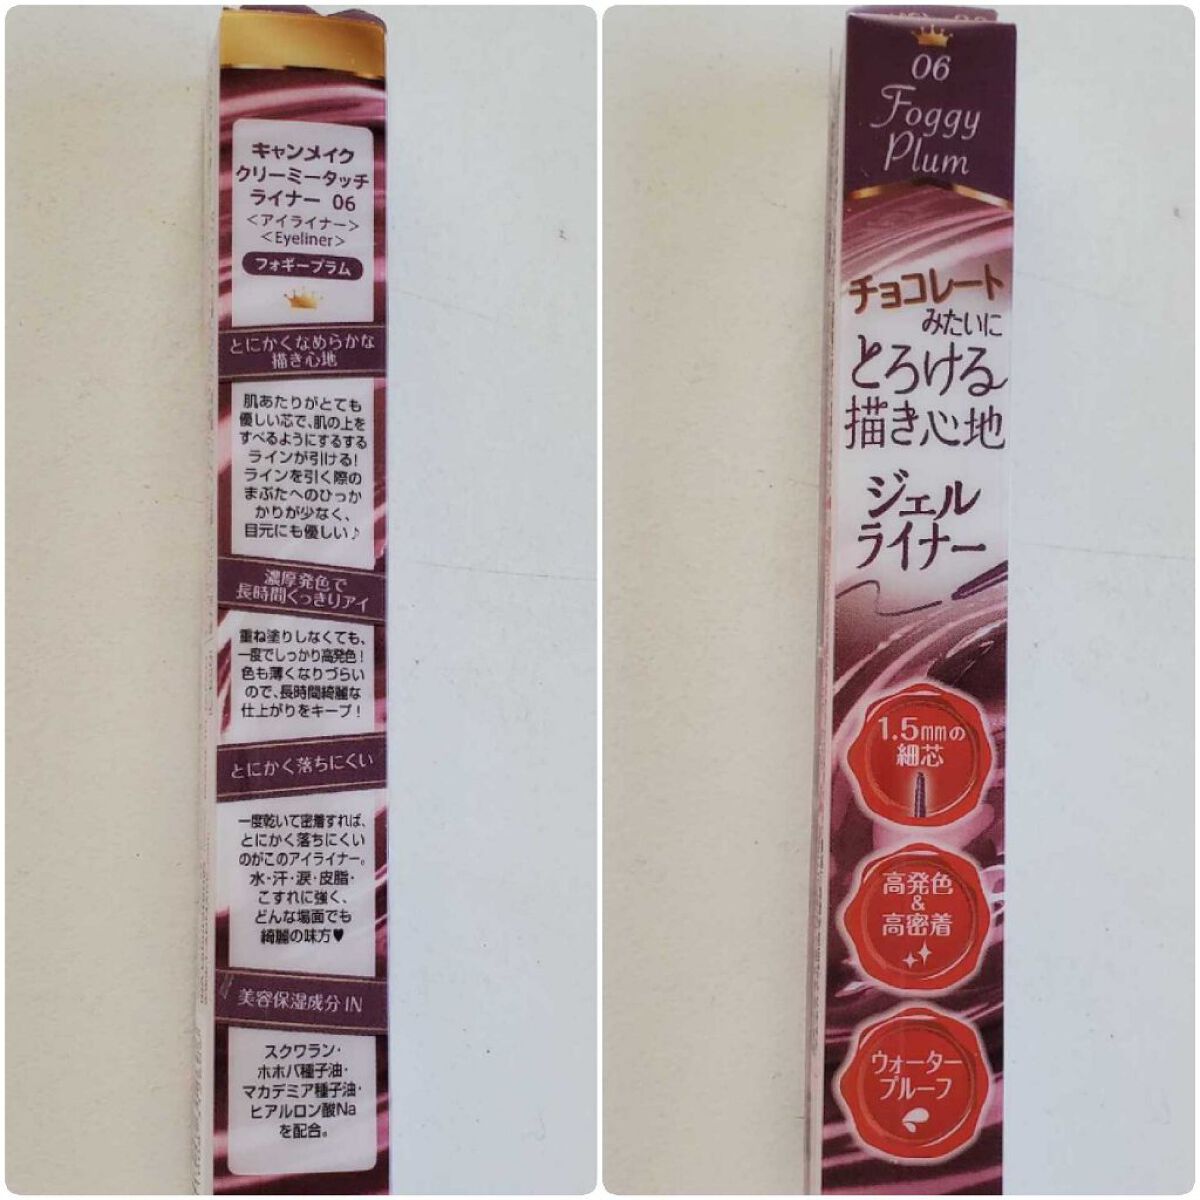 キャンメイク
クリーミータッチ
ライナー 06
＜アイライナー＞
＜Eyeliner＞
フォギープラム
とにかくなめらかな
描き心地
肌あたりがとても
優しい芯で、肌の上を
すべるようにするする
ラインが引ける!
ラインを引く際の
まぶたへのひっか
かりが少なく、
目元にも優しい♪
濃厚発色で
長時間くっきりアイ
重ね塗りしなくても、
一度でしっかり高発色!
色も薄くなりづらい
ので、長時間綺麗な
仕上がりをキープ!
とにかく落ちにくい
一度乾いて密着すれば、
とにかく落ちにくい
のがこのアイライナー。
水・汗・涙・皮脂・
こすれに強く、
どんな場面でも
綺麗の味方♥
美容保湿成分 IN
スクワラン・
ホホバ種子油・
マカデミア種子油・
ヒアルロン酸Na
を配合。
06
Foggy
Plum
チョコレート
みたいに
とろける
描き心地
ジェル
ライナー
1.5mmの
細芯
高発色
&
高密着
ウォーター
プルーフ